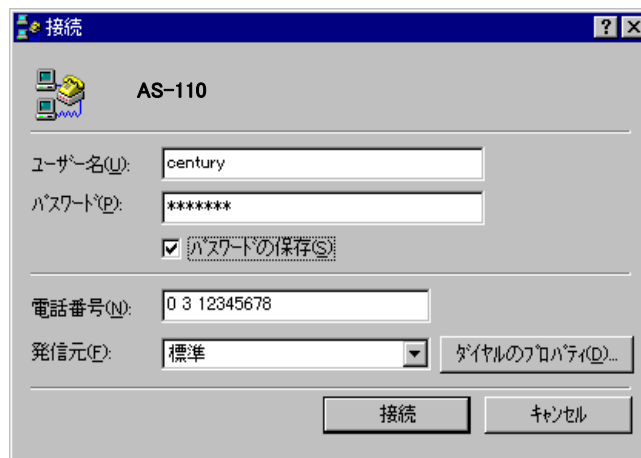 接続
AS-110
ユーザー名(U): century
パスワード(P): *******
パスワードの保存(S)
電話番号(N): 0 3 12345678
発信元(F): 標準 ダイヤルのプロパティ(D)...
接続 キャンセル